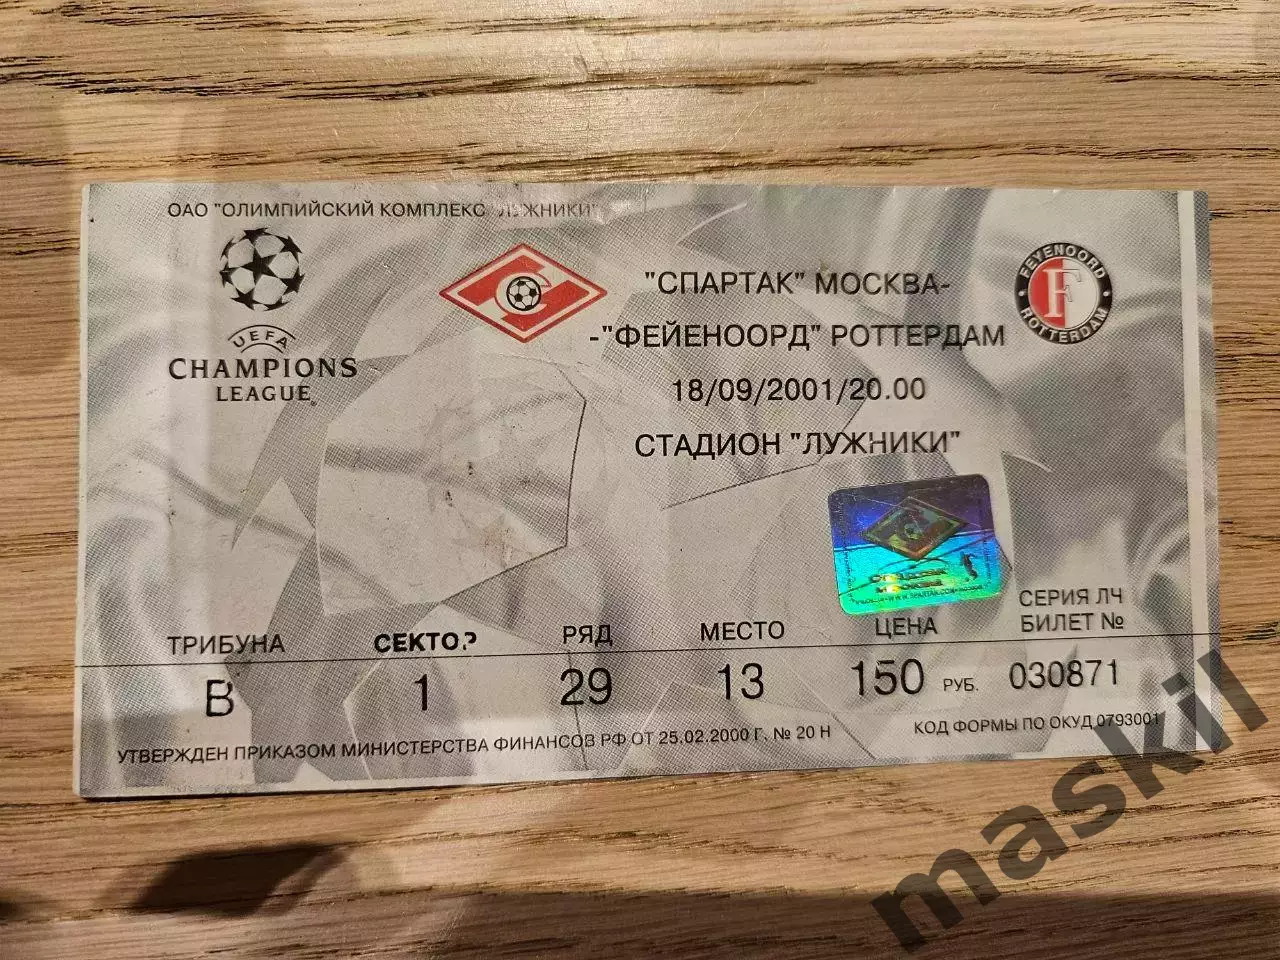 ОАО "ОЛИМПИЙСКИЙ КОМПЛЕКС "ЛУЖНИКИ"
UEFA
CHAMPIONS
LEAGUE
"СПАРТАК" МОСКВА-
-"ФЕЙЕНООРД" РОТТЕРДАМ
18/09/2001/20.00
СТАДИОН "ЛУЖНИКИ"
FEYENOORD
F
ROTTERDAM
ТРИБУНА
В
СЕКТОР
1
РЯД
29
МЕСТО
13
ЦЕНА
150 РУБ.
СЕРИЯ ЛЧ
БИЛЕТ №
030871
УТВЕРЖДЕН ПРИКАЗОМ МИНИСТЕРСТВА ФИНАНСОВ РФ ОТ 25.02.2000 Г. № 20 Н
КОД ФОРМЫ ПО ОКУД 0793001
maskil